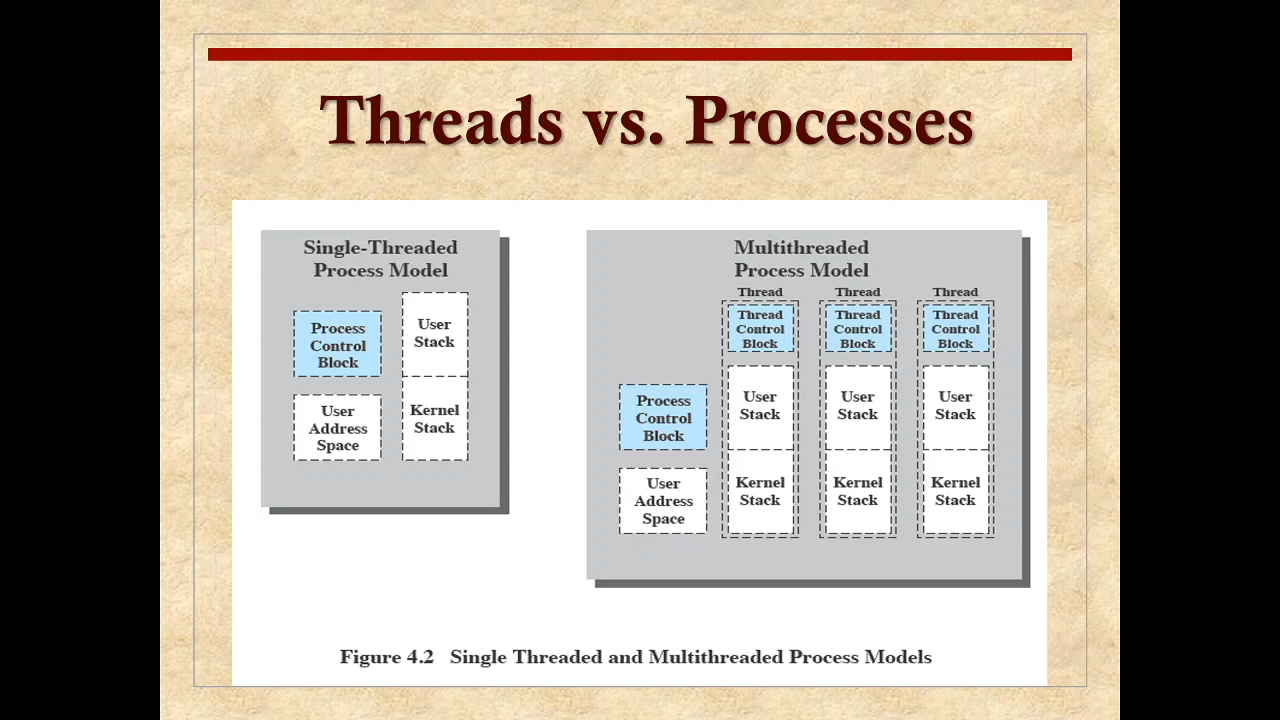 Threads vs. Processes
Single-Threaded
Process Model
Process
Control
Block
User
Address
Space
User
Stack
Kernel
Stack
Multithreaded
Process Model
Process
Control
Block
User
Address
Space
Thread
Thread
Control
Block
User
Stack
Kernel
Stack
Thread
Thread
Control
Block
User
Stack
Kernel
Stack
Thread
Thread
Control
Block
User
Stack
Kernel
Stack
Figure 4.2 Single Threaded and Multithreaded Process Models